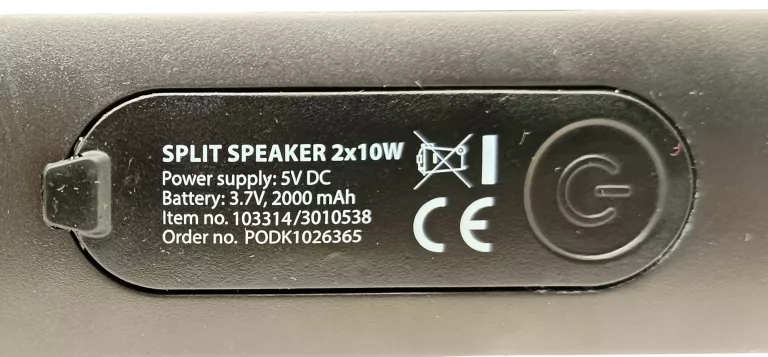 SPLIT SPEAKER 2x10W
Power supply: 5V DC
Battery: 3.7V, 2000 mAh
Item no. 103314/3010538
Order no. PODK1026365
CE